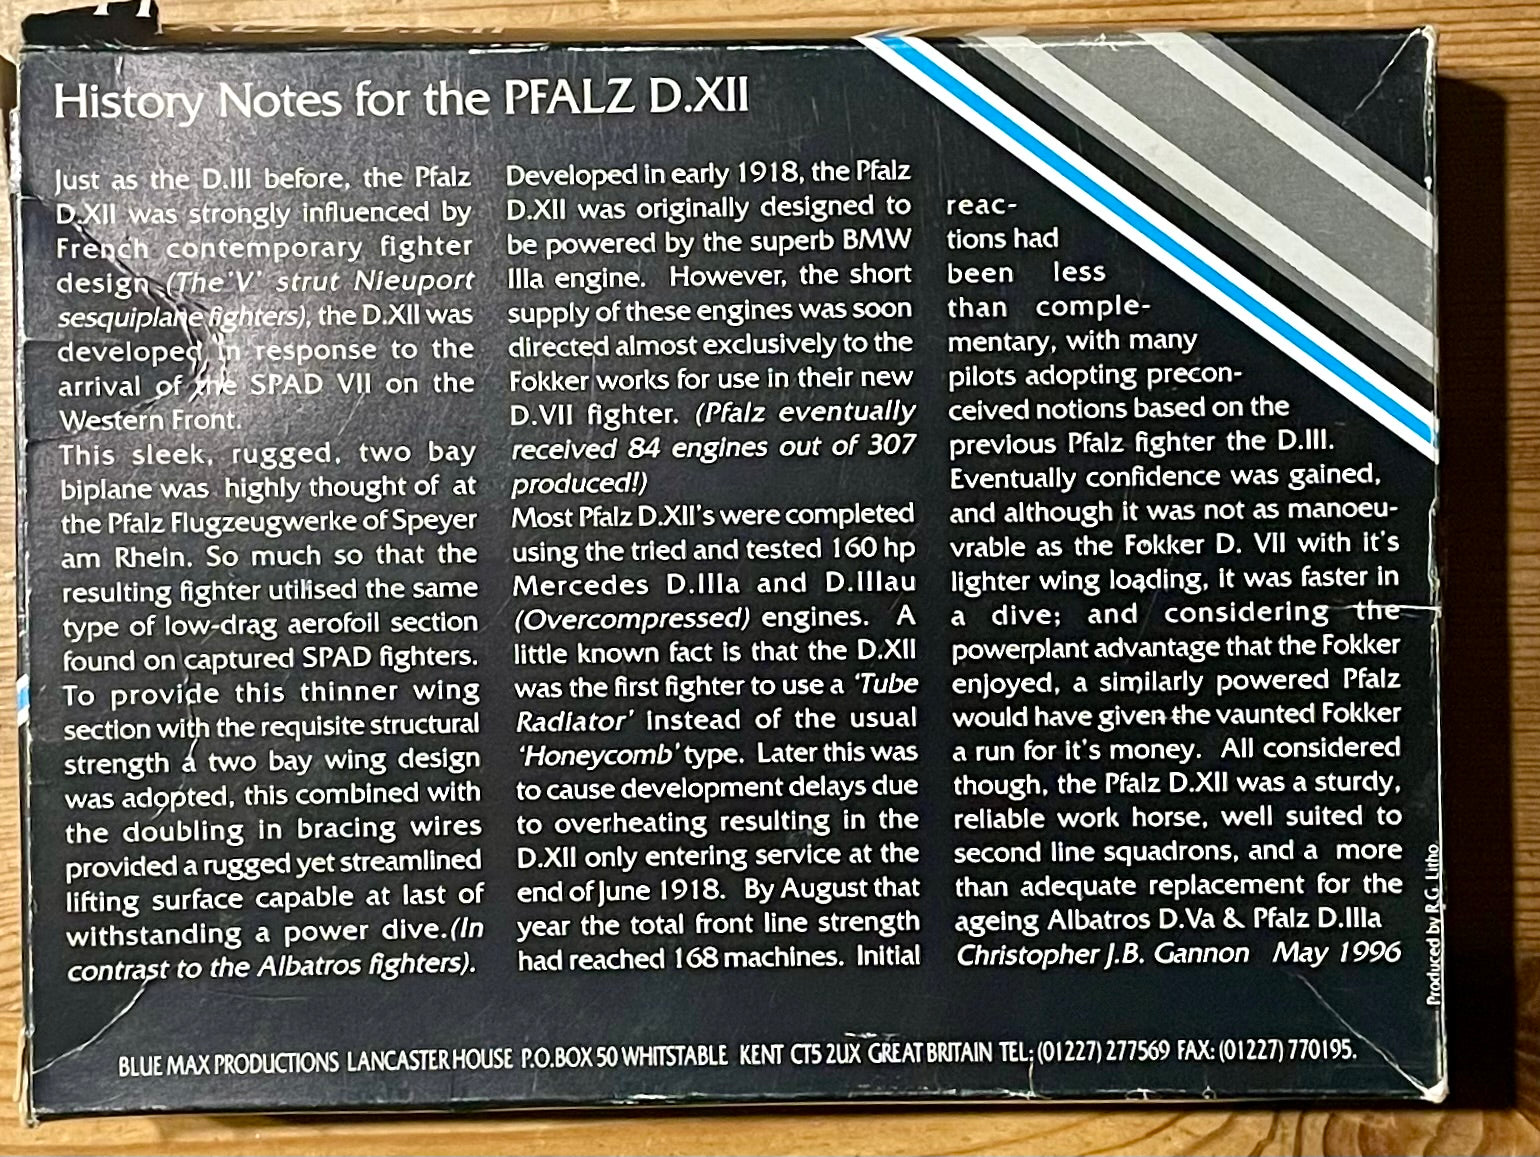 History Notes for the PFALZ D.XII
Just as the D.III before, the Pfalz
D.XII was strongly influenced by
French contemporary fighter
design (The 'V' strut Nieuport
sesquiplane fighters), the D.XII was
developed in response to the
arrival of the SPAD VII on the
Western Front.
This sleek, rugged, two bay
biplane was highly thought of at
the Pfalz Flugzeugwerke of Speyer
am Rhein. So much so that the
resulting fighter utilised the same
type of low-drag aerofoil section
found on captured SPAD fighters.
To provide this thinner wing
section with the requisite structural
strength a two bay wing design
was adopted, this combined with
the doubling in bracing wires
provided a rugged yet streamlined
lifting surface capable at last of
withstanding a power dive.(In
contrast to the Albatros fighters).
Developed in early 1918, the Pfalz
D.XII was originally designed to
be powered by the superb BMW
IIIa engine. However, the short
supply of these engines was soon
directed almost exclusively to the
Fokker works for use in their new
D.VII fighter. (Pfalz eventually
received 84 engines out of 307
produced!)
Most Pfalz D.XII's were completed
using the tried and tested 160 hp
Mercedes D.IIIa and D.IIIau
(Overcompressed) engines. A
little known fact is that the D.XII
was the first fighter to use a 'Tube
Radiator' instead of the usual
'Honeycomb' type. Later this was
to cause development delays due
to overheating resulting in the
D.XII only entering service at the
end of June 1918. By August that
year the total front line strength
had reached 168 machines. Initial
reac-
tions had
been less
than comple-
mentary, with many
pilots adopting precon-
ceived notions based on the
previous Pfalz fighter the D.III.
Eventually confidence was gained,
and although it was not as manoeu-
vrable as the Fokker D. VII with it's
lighter wing loading, it was faster in
a dive; and considering the
powerplant advantage that the Fokker
enjoyed, a similarly powered Pfalz
would have given the vaunted Fokker
a run for it's money. All considered
though, the Pfalz D.XII was a sturdy,
reliable work horse, well suited to
second line squadrons, and a more
than adequate replacement for the
ageing Albatros D.Va & Pfalz D.IIIa
Christopher J.B. Gannon May 1996
Produced by R.G. Litho
BLUE MAX PRODUCTIONS LANCASTER HOUSE P.O.BOX 50 WHITSTABLE KENT CT5 2UX GREAT BRITAIN TEL: (01227) 277569 FAX: (01227) 770195.